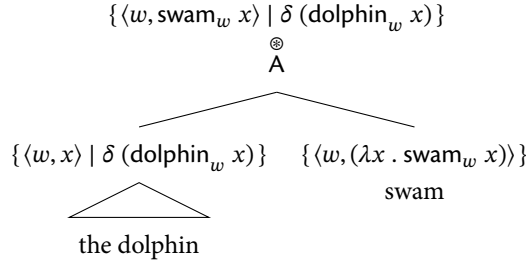 {⟨w, swam_w x⟩ | δ (dolphin_w x)}
⊛
A
{⟨w, x⟩ | δ (dolphin_w x)} {⟨w, (λx . swam_w x)⟩}
swam
the dolphin